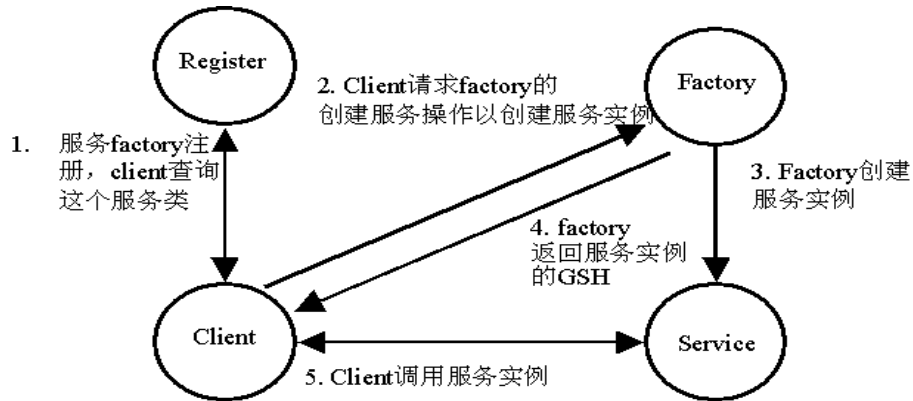 Register
Factory
2. Client请求factory的
创建服务操作以创建服务实例
1. 服务factory注
册，client查询
这个服务类
3. Factory创建
服务实例
4. factory
返回服务实例
的GSH
Client
Service
5. Client调用服务实例